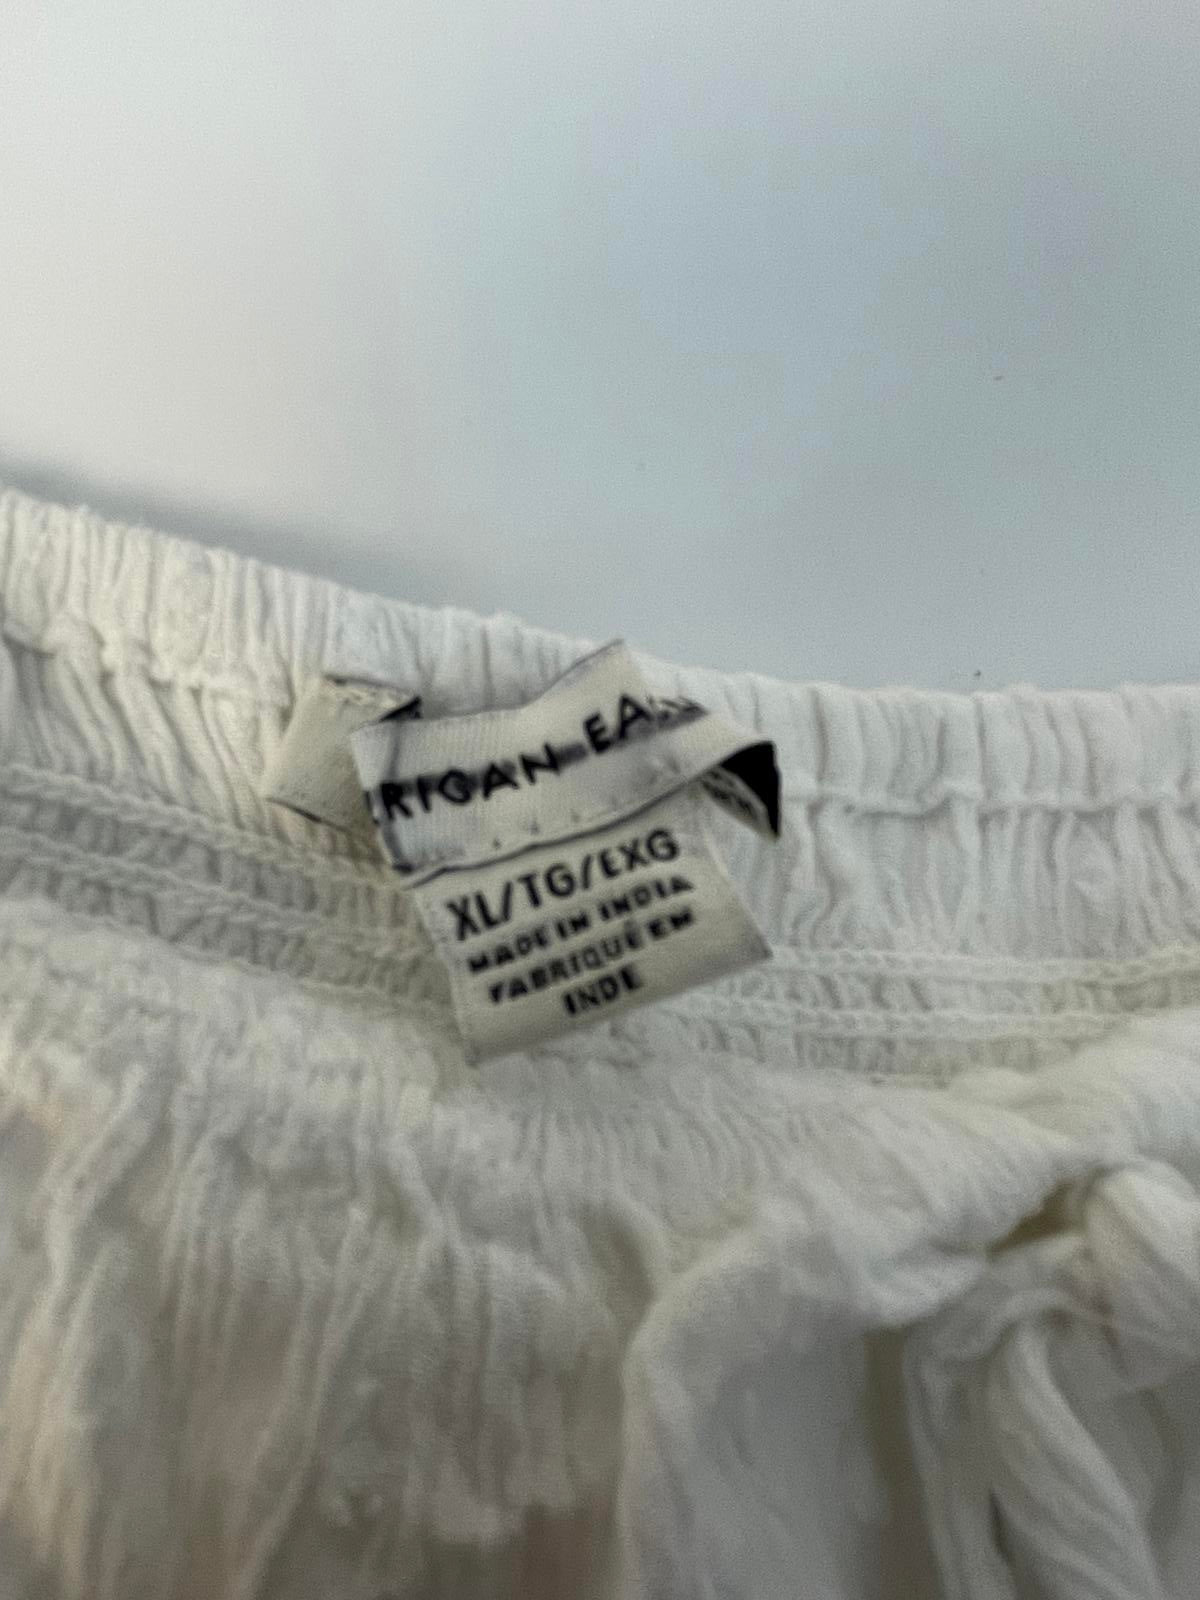 RICAN EA
XL/TG/EXG
MADE IN INDIA
FABRIQUÉ EN
INDE